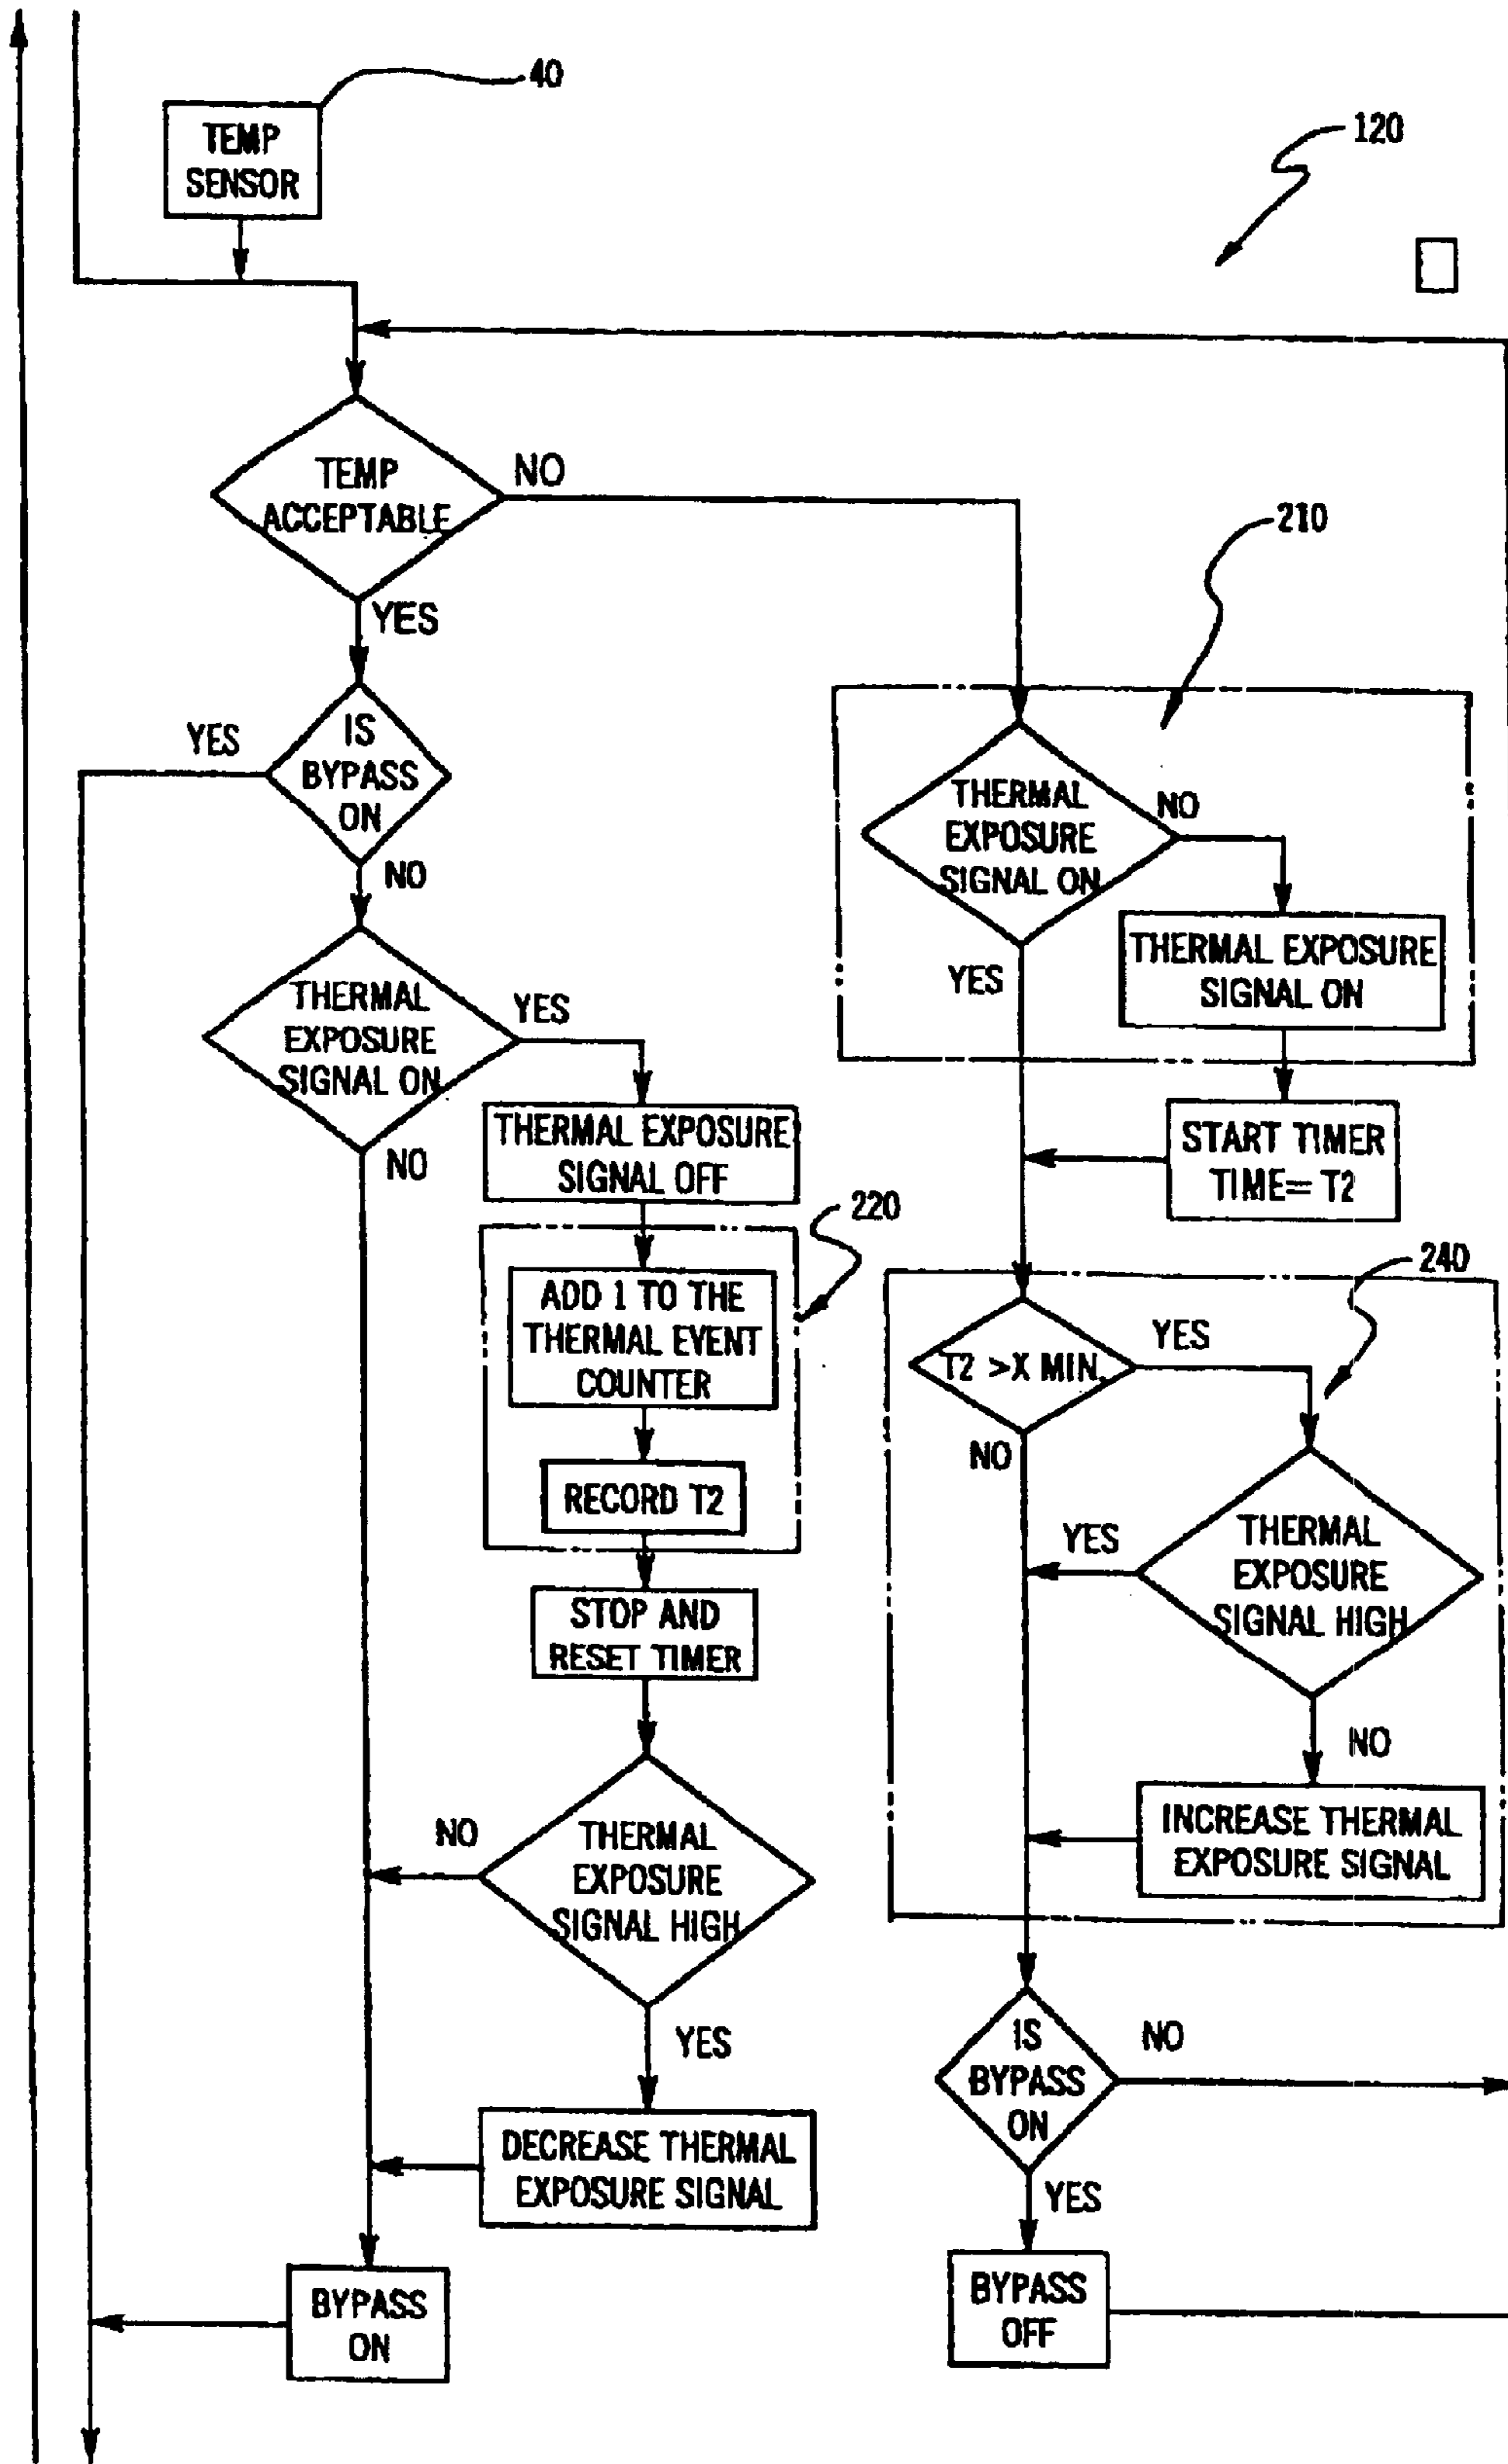 40
TEMP
SENSOR
120
TEMP
ACCEPTABLE
NO
YES
210
YES
IS
BYPASS
ON
NO
THERMAL
EXPOSURE
SIGNAL ON
NO
THERMAL EXPOSURE
SIGNAL ON
YES
THERMAL
EXPOSURE
SIGNAL ON
YES
NO
THERMAL EXPOSURE
SIGNAL OFF
START TIMER
TIME= T2
220
ADD 1 TO THE
THERMAL EVENT
COUNTER
RECORD T2
240
T2 >X MIN.
YES
NO
THERMAL
EXPOSURE
SIGNAL HIGH
YES
NO
INCREASE THERMAL
EXPOSURE SIGNAL
STOP AND
RESET TIMER
THERMAL
EXPOSURE
SIGNAL HIGH
NO
YES
DECREASE THERMAL
EXPOSURE SIGNAL
IS
BYPASS
ON
NO
YES
BYPASS
ON
BYPASS
OFF